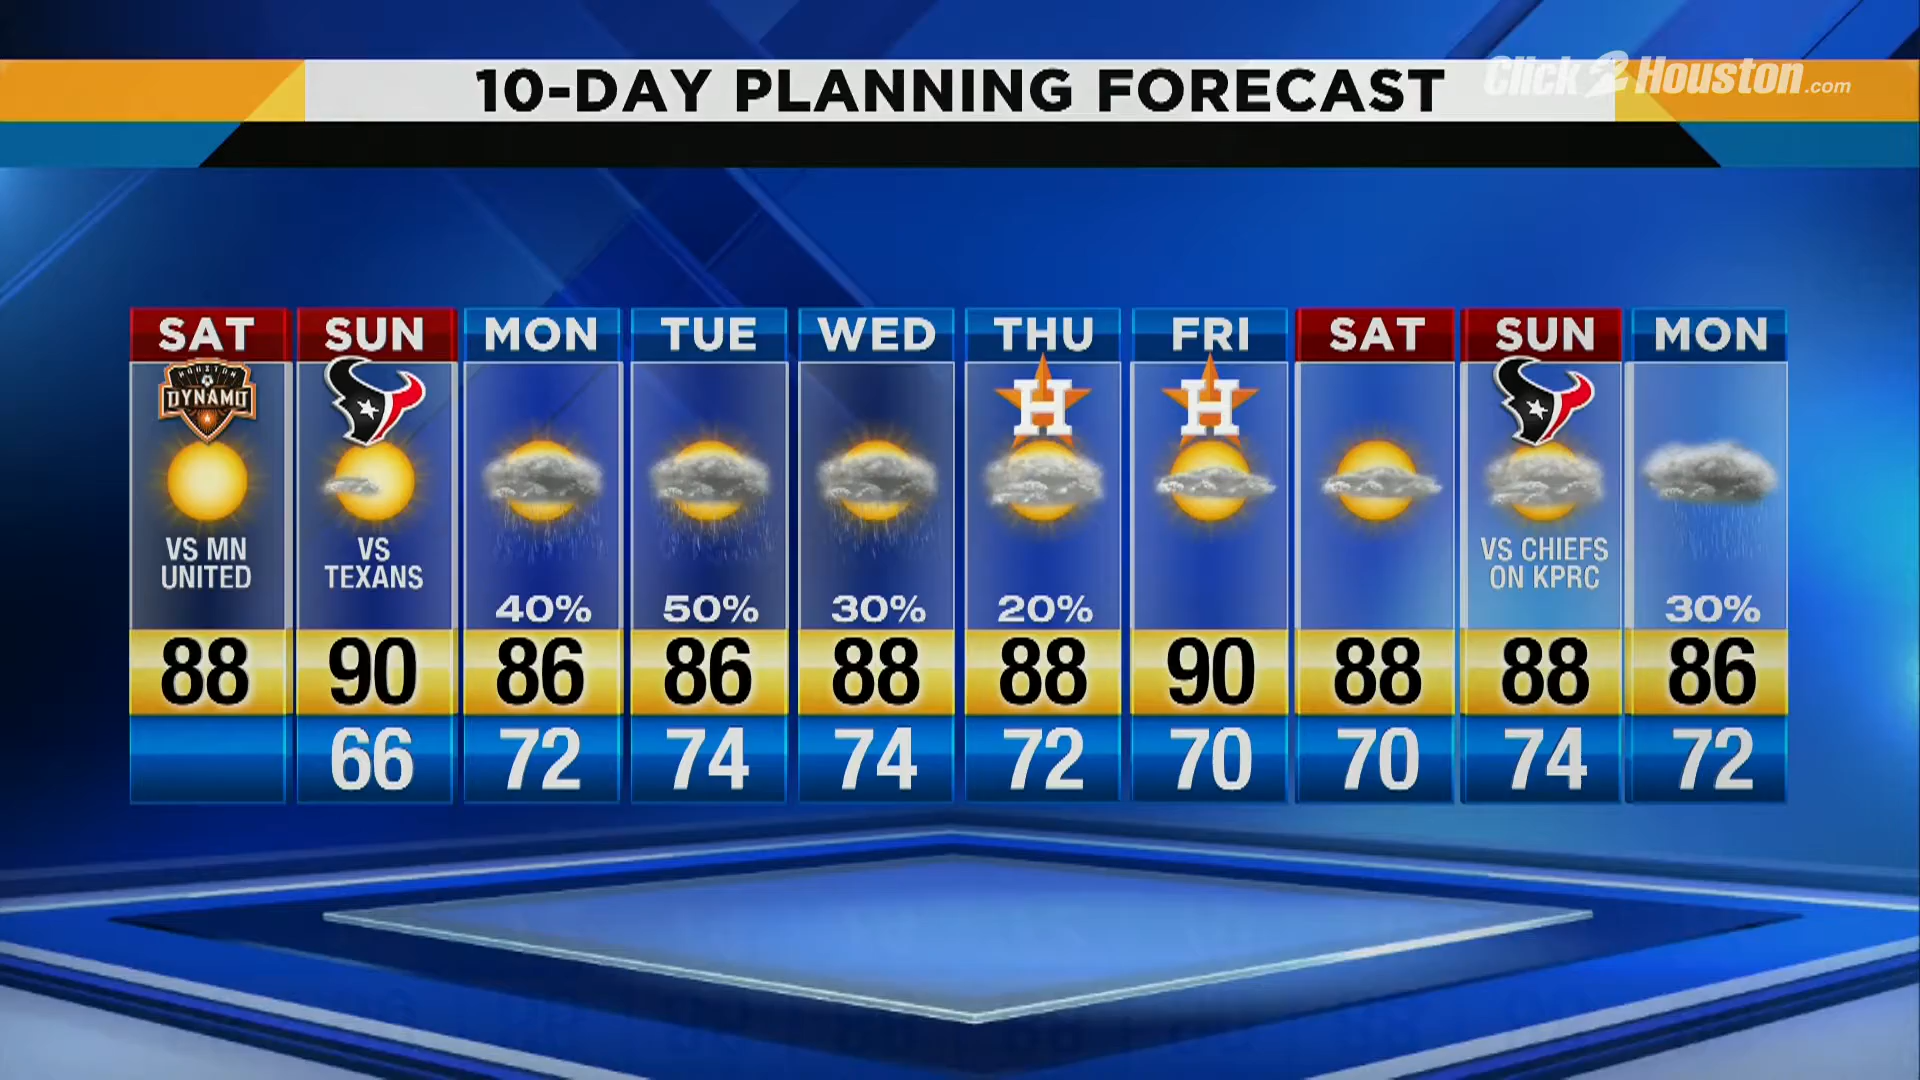 10-DAY PLANNING FORECAST
Click2Houston.com
SAT SUN MON TUE WED THU FRI SAT SUN MON
HOUSTON
DYNAMO
H H
VS MN
UNITED
VS
TEXANS
VS CHIEFS
ON KPRC
40% 50% 30% 20% 30%
88 90 86 86 88 88 90 88 88 86
66 72 74 74 72 70 70 74 72